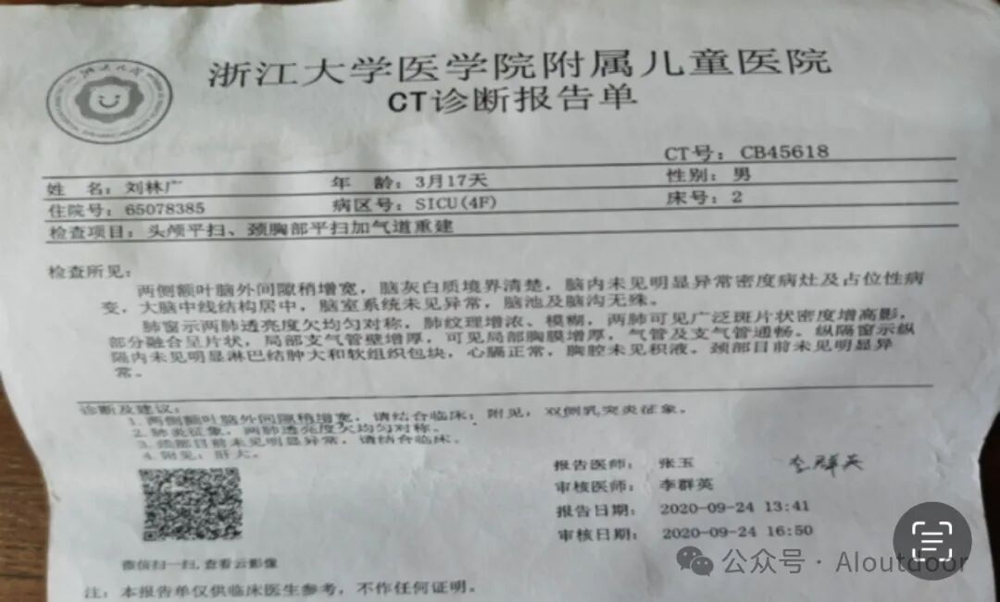 浙江大学医学院附属儿童医院
CT诊断报告单
CT号：CB45618
姓 名：刘林广 年 龄：3月17天 性别：男
住院号：65078385 病区号：SICU(4F) 床号：2
检查项目：头颅平扫、颈胸部平扫加气道重建
检查所见：
两侧额叶脑外间隙稍增宽，脑灰白质境界清楚，脑内未见明显异常密度病灶及占位性病
变，大脑中线结构居中，脑室系统未见异常，脑池及脑沟无殊。
肺窗示两肺透亮度欠均匀对称，肺纹理增浓、模糊，两肺可见广泛斑片状密度增高影，
部分融合呈片状，局部支气管壁增厚，可见局部胸膜增厚，气管及支气管通畅。纵隔窗示纵
隔内未见明显淋巴结肿大和软组织包块，心膈正常，胸腔未见积液。颈部目前未见明显异
常。
诊断及建议：
1. 两侧额叶脑外间隙稍增宽，请结合临床；附见，双侧乳突炎征象。
2. 肺炎征象，两肺透亮度欠均匀对称。
3. 颈部目前未见明显异常，请结合临床。
4. 附见：肝大。
报告医师： 张玉 李群英
审核医师： 李群英
报告日期： 2020-09-24 13:41
审核日期： 2020-09-24 16:50
微信扫一扫，查看云影像
注：本报告单仅供临床医生参考，不作任何证明。
公众号 · Aloutdoor